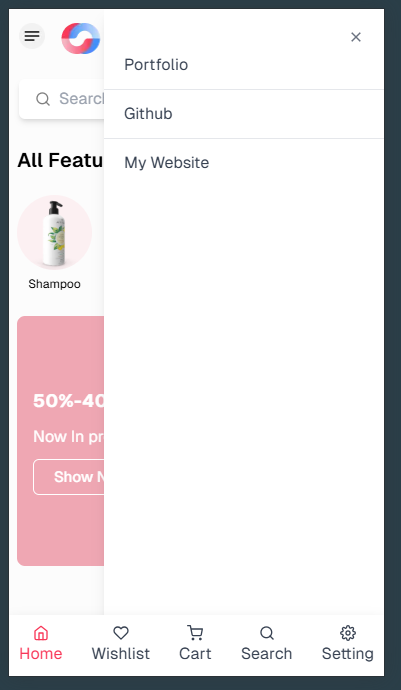 Portfolio
Github
My Website
Search
All Featu
Shampoo
50%-40
Now In pr
Show N
Home
Wishlist
Cart
Search
Setting